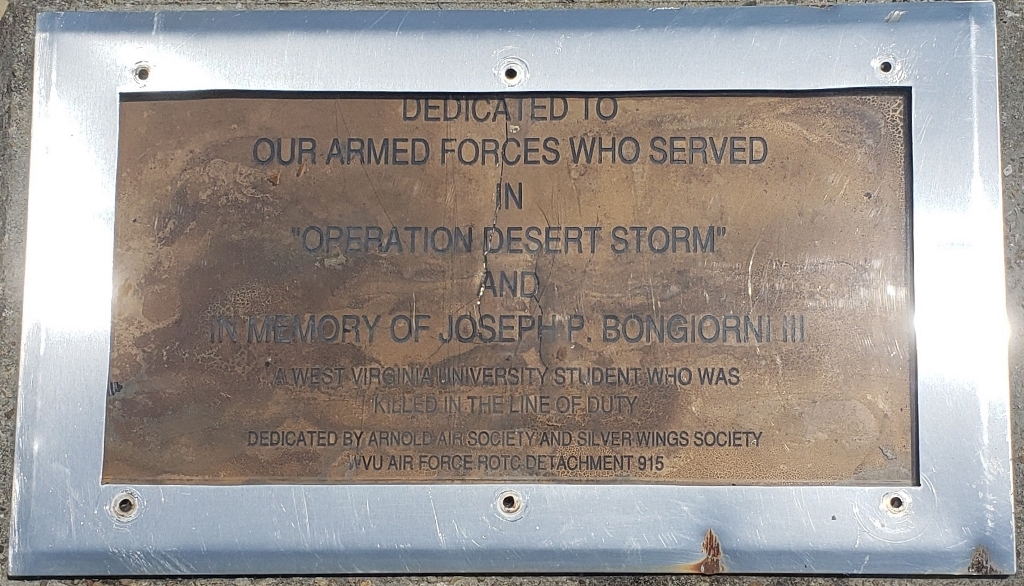 DEDICATED TO
OUR ARMED FORCES WHO SERVED
IN
"OPERATION DESERT STORM"
AND
IN MEMORY OF JOSEPH P. BONGIORNI III
A WEST VIRGINIA UNIVERSITY STUDENT WHO WAS
KILLED IN THE LINE OF DUTY
DEDICATED BY ARNOLD AIR SOCIETY AND SILVER WINGS SOCIETY
WVU AIR FORCE ROTC DETACHMENT 915